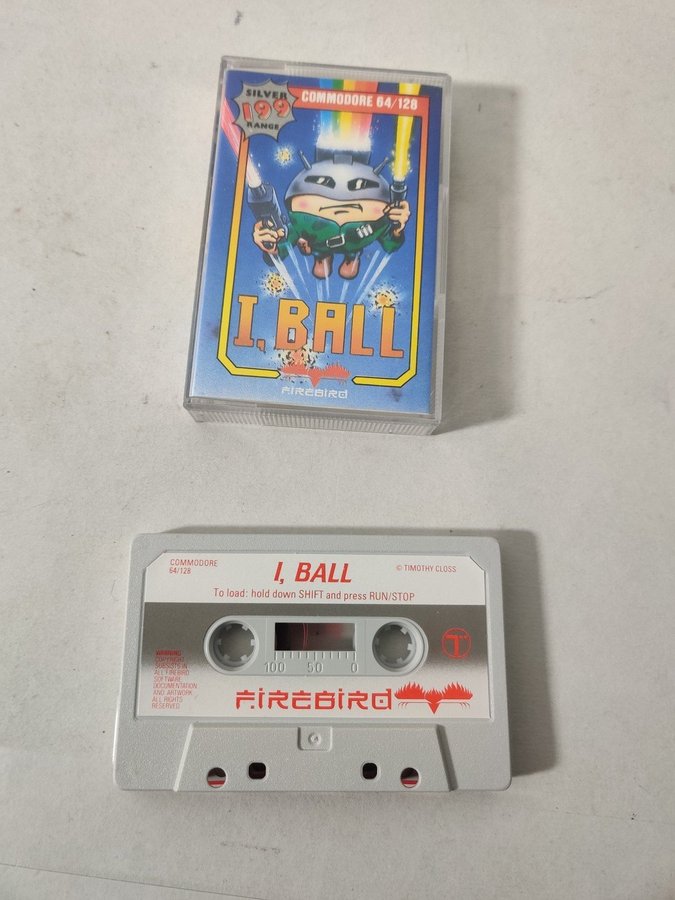 SILVER
199
RANGE
COMMODORE 64/128
I, BALL
FIREBIRD
COMMODORE
64/128
I, BALL
© TIMOTHY CLOSS
To load: hold down SHIFT and press RUN/STOP
WARNING
COPYRIGHT
SUBSISTS IN
ALL FIREBIRD
SOFTWARE
DOCUMENTATION
AND ARTWORK
ALL RIGHTS
RESERVED
100 50 0
T
FIREBIRD